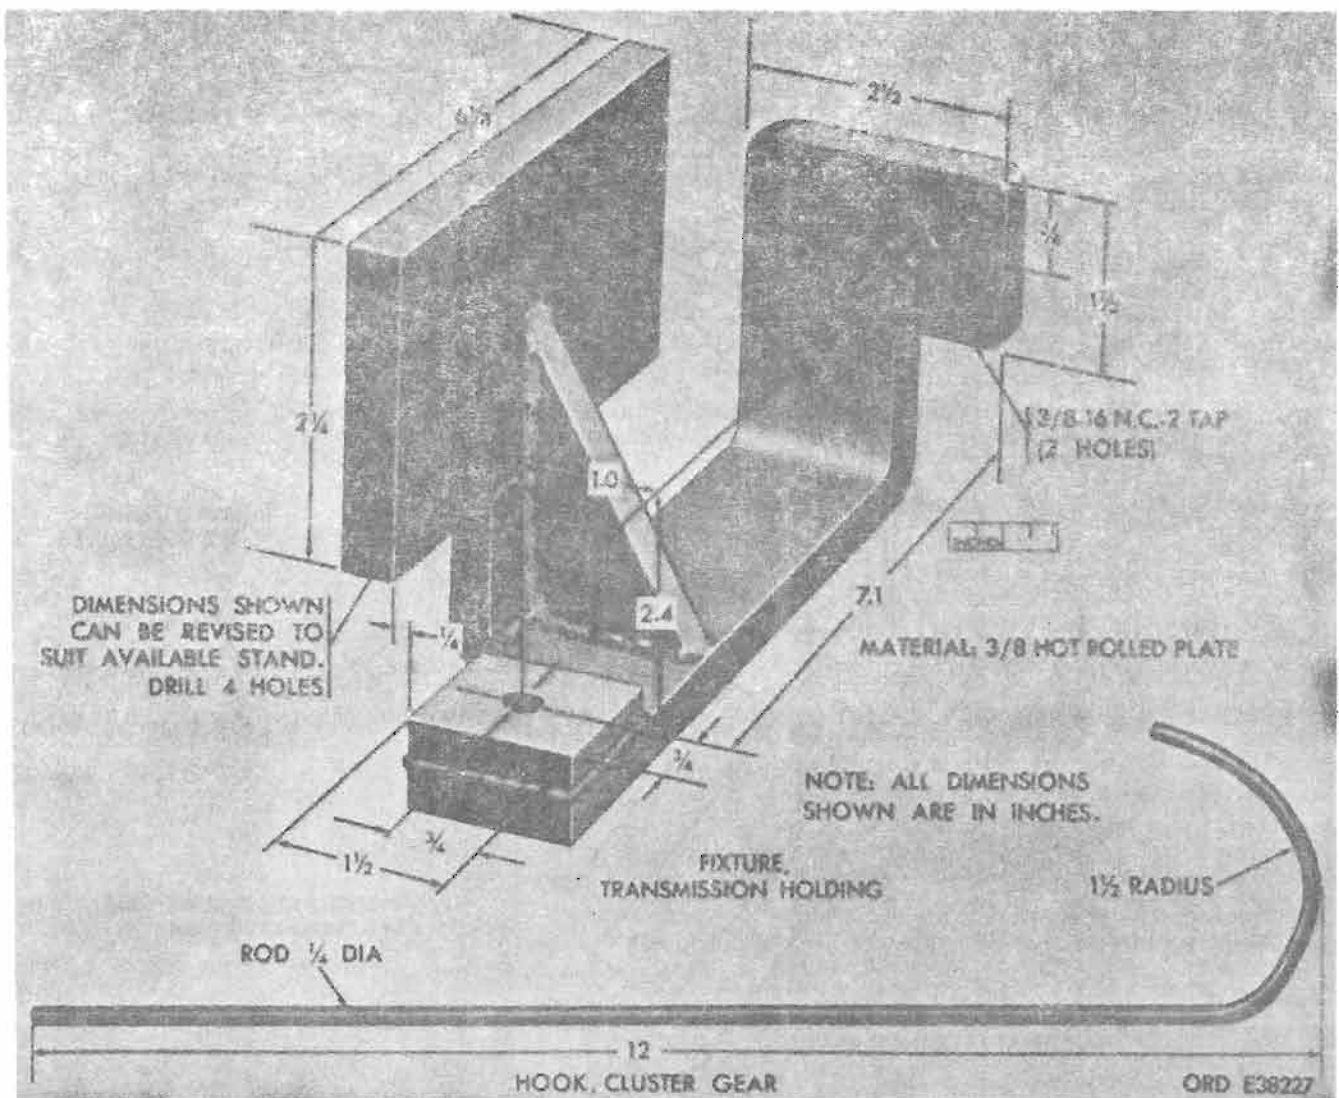 2½
¾
1½
2¼
3/8-16 N.C.-2 TAP
(2 HOLES)
1.0
INCHES
DIMENSIONS SHOWN
CAN BE REVISED TO
SUIT AVAILABLE STAND.
DRILL 4 HOLES
¼
2.4
7.1
MATERIAL: 3/8 HOT ROLLED PLATE
¾
NOTE: ALL DIMENSIONS
SHOWN ARE IN INCHES.
¾
1½
FIXTURE,
TRANSMISSION HOLDING
1½ RADIUS
ROD ¼ DIA
12
HOOK, CLUSTER GEAR
ORD E38227